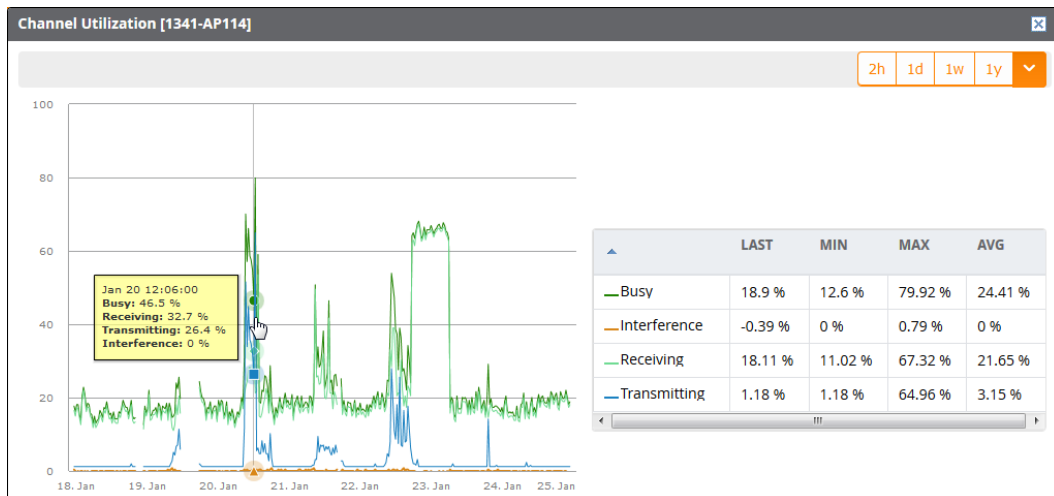 Channel Utilization [1341-AP114]
2h 1d 1w 1y
100
80
60
40
20
0
Jan 20 12:06:00
Busy: 46.5 %
Receiving: 32.7 %
Transmitting: 26.4 %
Interference: 0 %
18. Jan 19. Jan 20. Jan 21. Jan 22. Jan 23. Jan 24. Jan 25. Jan
LAST MIN MAX AVG
Busy 18.9 % 12.6 % 79.92 % 24.41 %
Interference -0.39 % 0 % 0.79 % 0 %
Receiving 18.11 % 11.02 % 67.32 % 21.65 %
Transmitting 1.18 % 1.18 % 64.96 % 3.15 %